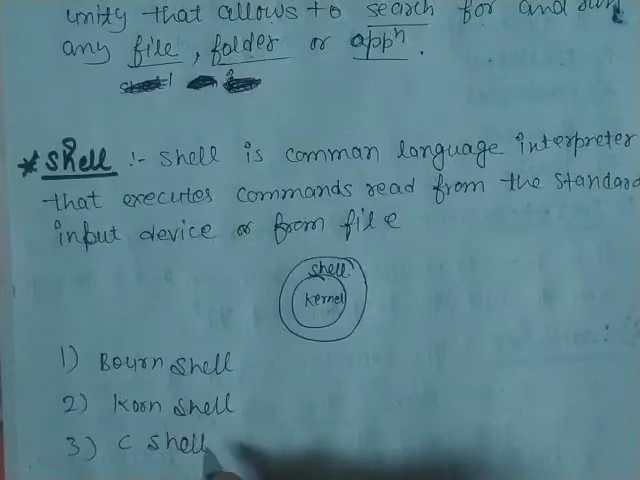 unity that allows to search for and run
any file, folder or appⁿ.
* Shell :- Shell is comman language interpreter
that executes commands read from the standard
input device or from file
shell
kernel
1) Bourn shell
2) Korn shell
3) C shell